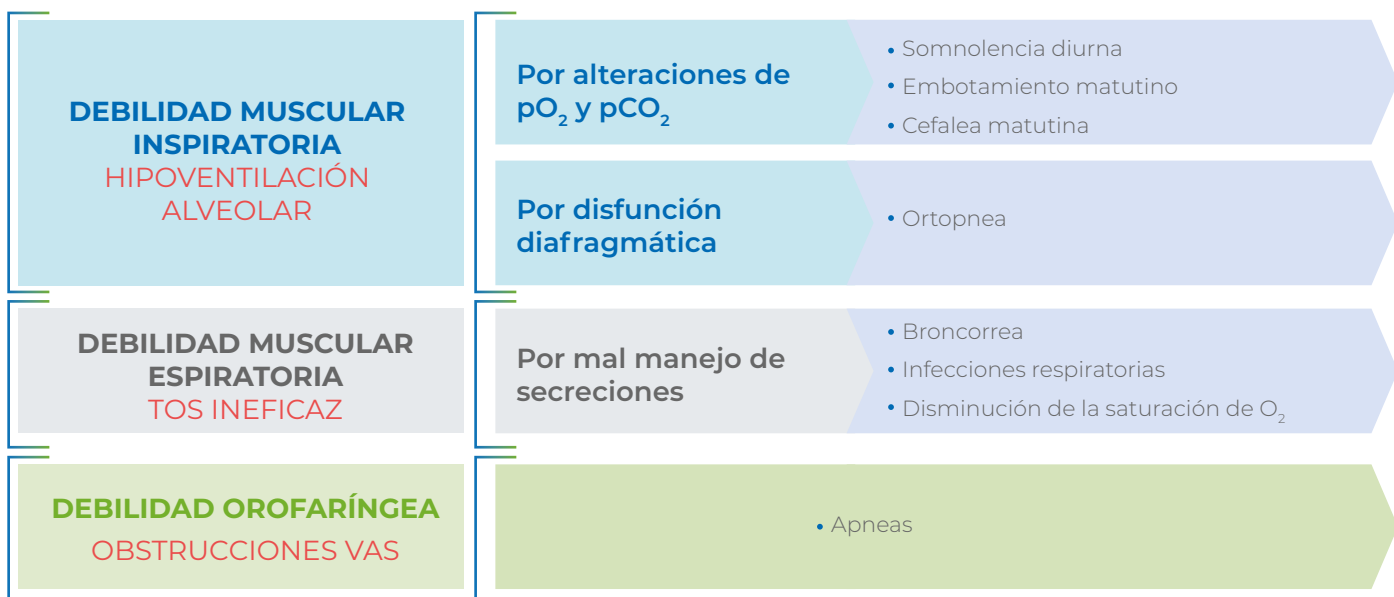 DEBILIDAD MUSCULAR
INSPIRATORIA
HIPOVENTILACIÓN
ALVEOLAR
Por alteraciones de
pO₂ y pCO₂
• Somnolencia diurna
• Embotamiento matutino
• Cefalea matutina
Por disfunción
diafragmática
• Ortopnea
DEBILIDAD MUSCULAR
ESPIRATORIA
TOS INEFICAZ
Por mal manejo de
secreciones
• Broncorrea
• Infecciones respiratorias
• Disminución de la saturación de O₂
DEBILIDAD OROFARÍNGEA
OBSTRUCCIONES VAS
• Apneas